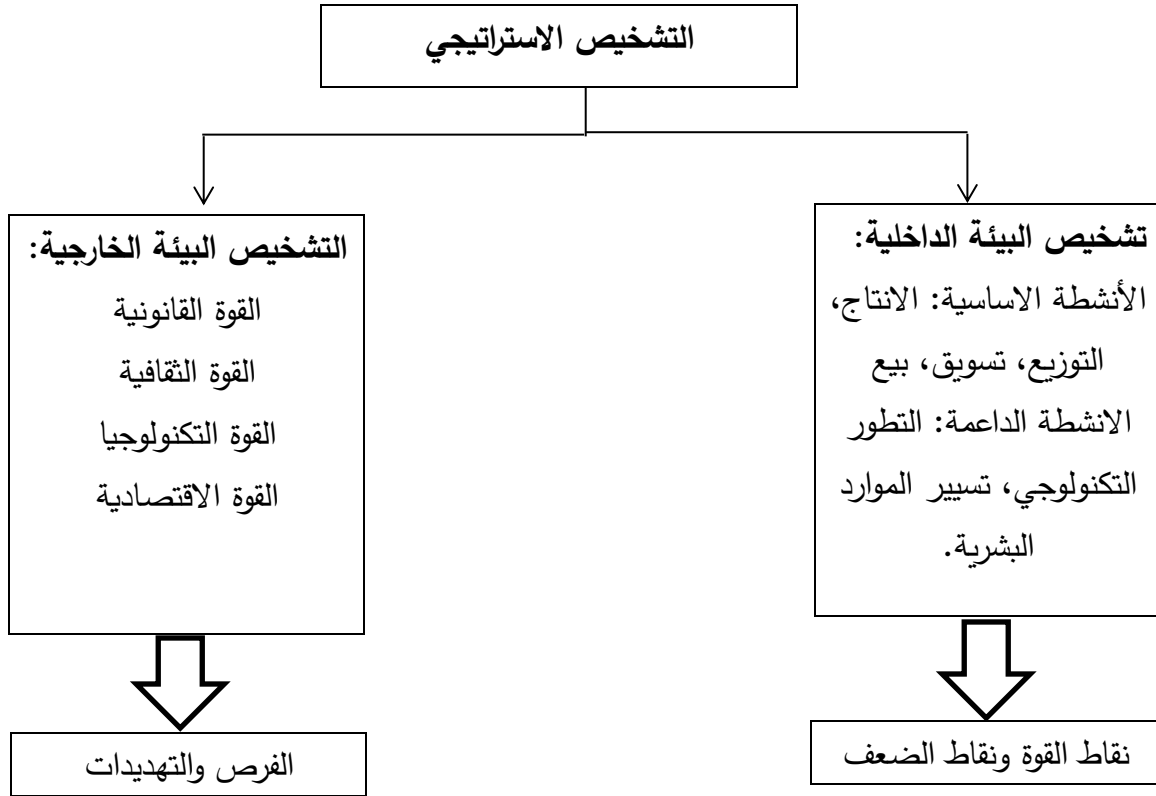 التشخيص الاستراتيجي
تشخيص البيئة الداخلية:
الأنشطة الاساسية: الانتاج،
التوزيع، تسويق، بيع
الانشطة الداعمة: التطور
التكنولوجي، تسيير الموارد
البشرية.
نقاط القوة ونقاط الضعف
التشخيص البيئة الخارجية:
القوة القانونية
القوة الثقافية
القوة التكنولوجيا
القوة الاقتصادية
الفرص والتهديدات